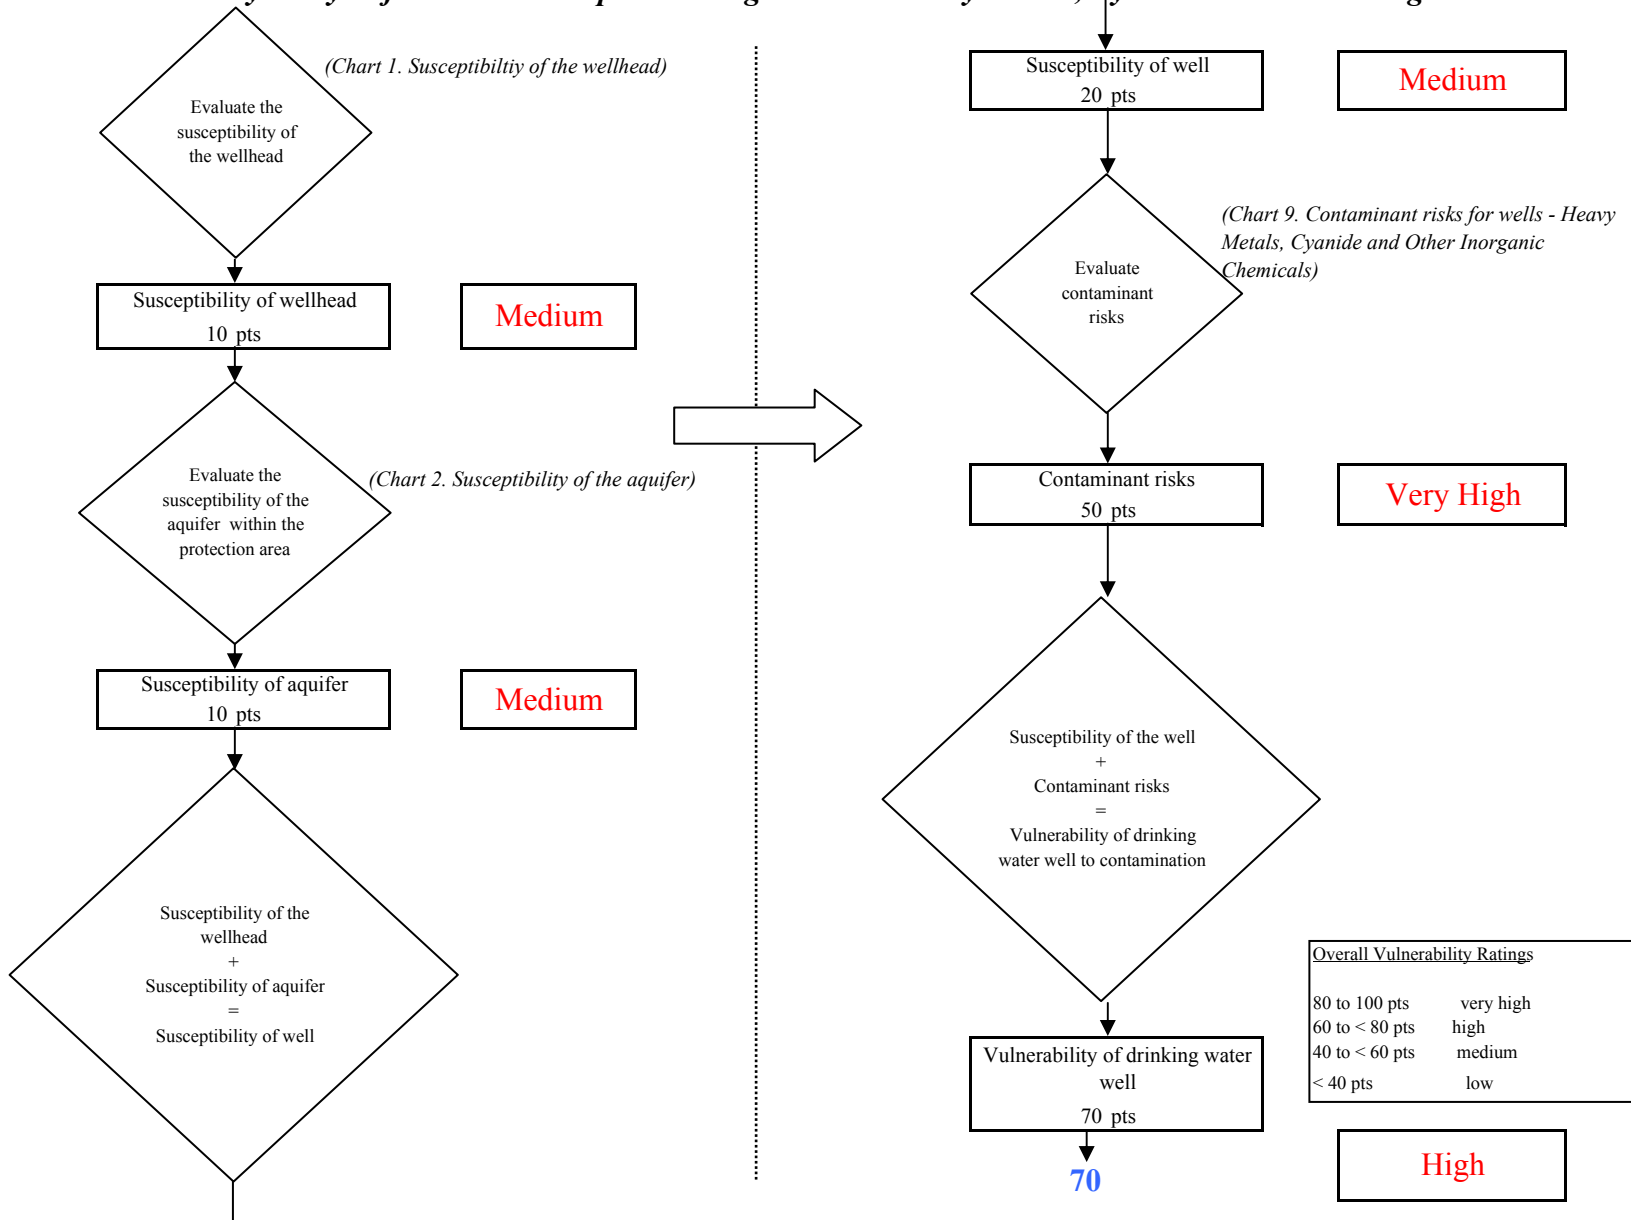 (Chart 1. Susceptibiltiy of the wellhead)
Evaluate the
susceptibility of
the wellhead
Susceptibility of wellhead
10 pts
Medium
Evaluate the
susceptibility of the
aquifer within the
protection area
(Chart 2. Susceptibility of the aquifer)
Susceptibility of aquifer
10 pts
Medium
Susceptibility of the
wellhead
+
Susceptibility of aquifer
=
Susceptibility of well
Susceptibility of well
20 pts
Medium
(Chart 9. Contaminant risks for wells - Heavy
Metals, Cyanide and Other Inorganic
Chemicals)
Evaluate
contaminant
risks
Contaminant risks
50 pts
Very High
Susceptibility of the well
+
Contaminant risks
=
Vulnerability of drinking
water well to contamination
Overall Vulnerability Ratings
80 to 100 pts very high
60 to < 80 pts high
40 to < 60 pts medium
< 40 pts low
Vulnerability of drinking water
well
70 pts
70
High